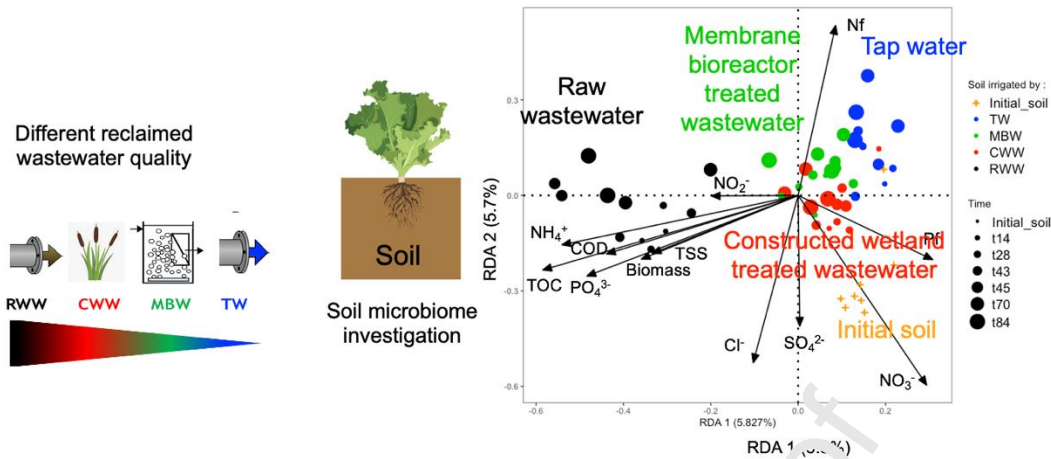 Different reclaimed
wastewater quality
RWW
CWW
MBW
TW
Soil
Soil microbiome
investigation
Raw
wastewater
Membrane
bioreactor
treated
wastewater
Tap water
Nf
NO₂⁻
NH₄⁺
COD
TSS
TOC
PO₄³⁻
Biomass
Constructed wetland
treated wastewater
Pf
Initial soil
Cl⁻
SO₄²⁻
NO₃⁻
RDA 2 (5.7%)
0.3
0.0
-0.3
-0.6
-0.6
-0.4
-0.2
0.0
0.2
RDA 1 (5.827%)
RDA 1
Soil irrigated by :
Initial_soil
TW
MBW
CWW
RWW
Time
Initial_soil
t14
t28
t43
t45
t70
t84